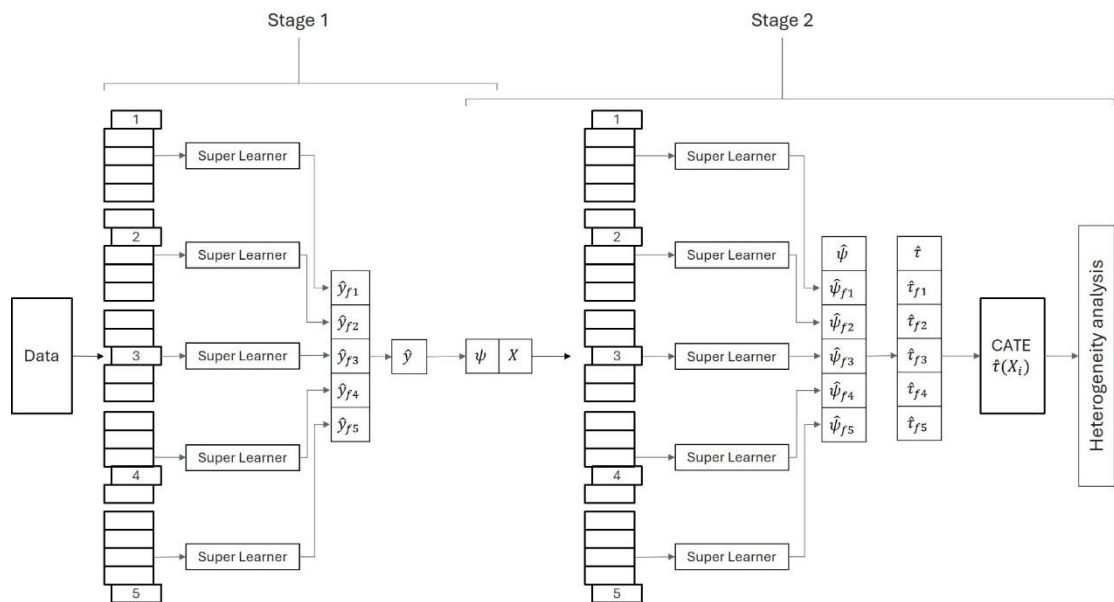 Stage 1
Stage 2
1
Super Learner
2
Super Learner
Data
3
Super Learner
Super Learner
4
Super Learner
5
ŷ_f1
ŷ_f2
ŷ_f3
ŷ_f4
ŷ_f5
ŷ
ψ X
1
Super Learner
2
Super Learner
3
Super Learner
Super Learner
4
Super Learner
5
ψ̂
ψ̂_f1
ψ̂_f2
ψ̂_f3
ψ̂_f4
ψ̂_f5
τ̂
τ̂_f1
τ̂_f2
τ̂_f3
τ̂_f4
τ̂_f5
CATE
τ̂(X_i)
Heterogeneity analysis